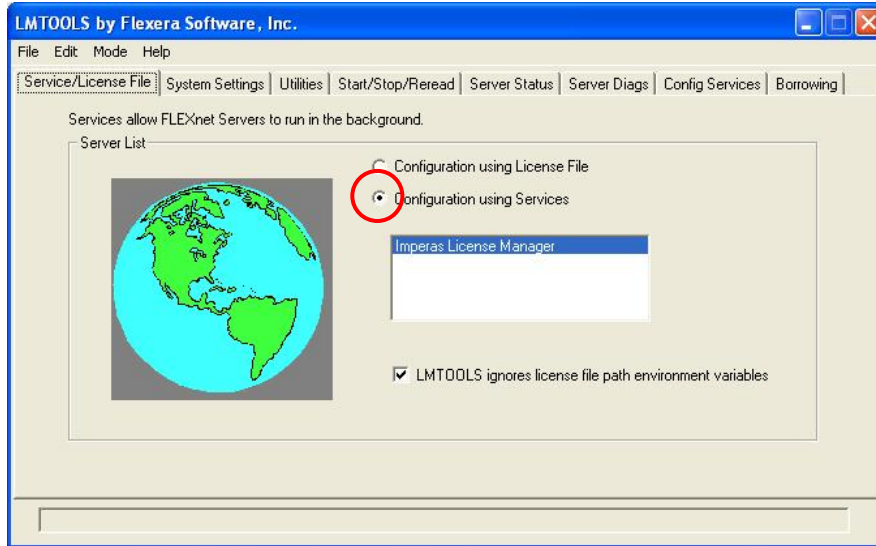 LMTOOLS by Flexera Software, Inc.
File Edit Mode Help
Service/License File System Settings Utilities Start/Stop/Reread Server Status Server Diags Config Services Borrowing
Services allow FLEXnet Servers to run in the background.
Server List
Configuration using License File
Configuration using Services
Imperas License Manager
LMTOOLS ignores license file path environment variables